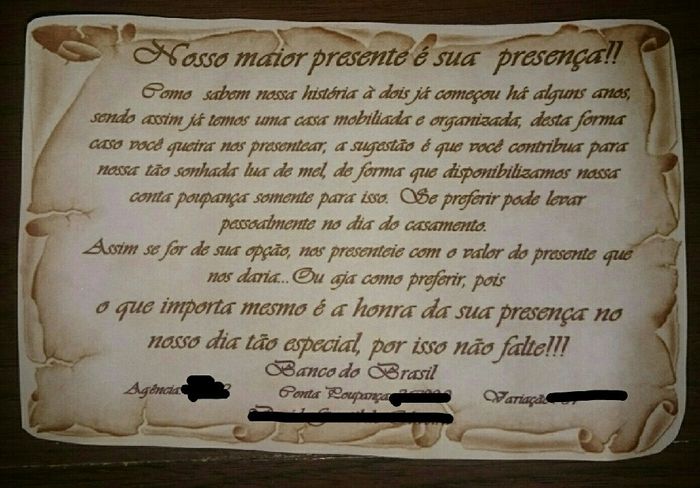 Nosso maior presente é sua presença!!
Como sabem nossa história à dois já começou há alguns anos,
sendo assim já temos uma casa mobiliada e organizada, desta forma
caso você queira nos presentear, a sugestão é que você contribua para
nossa tão sonhada lua de mel, de forma que disponibilizamos nossa
conta poupança somente para isso. Se preferir pode levar
pessoalmente no dia do casamento.
Assim se for de sua opção, nos presenteie com o valor do presente que
nos daria...Ou aja como preferir, pois
o que importa mesmo é a honra da sua presença no
nosso dia tão especial, por isso não falte!!!
Banco do Brasil
Agência: Conta Poupança: Variação: